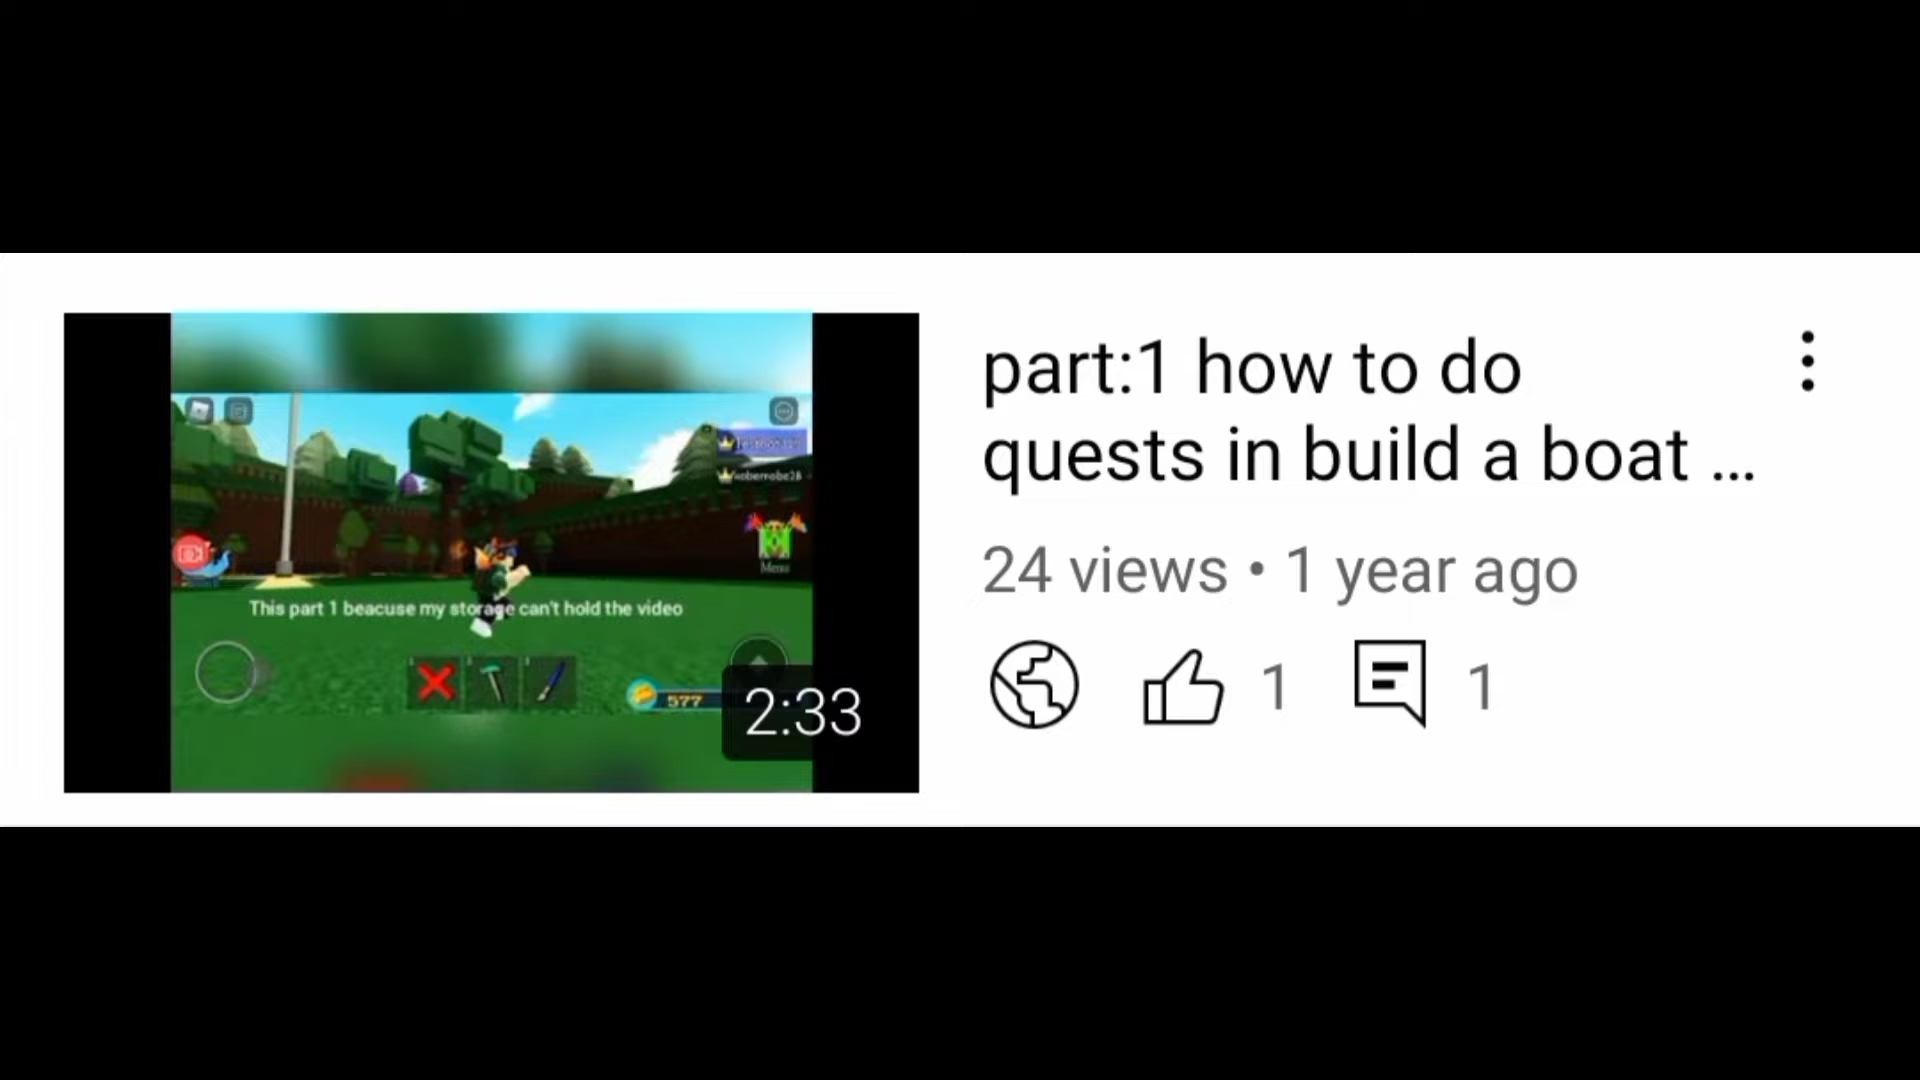 part:1 how to do
quests in build a boat ...
24 views • 1 year ago
1
1
Menu
This part 1 beacuse my storage can't hold the video
577
2:33